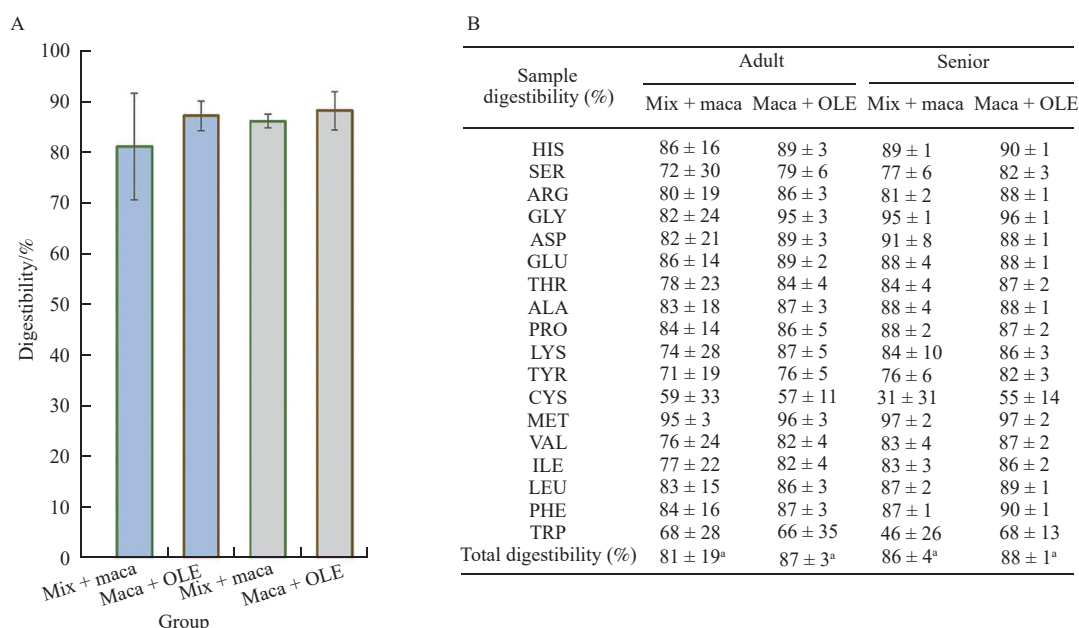 A
100
90
80
70
60
50
40
30
20
10
0
Digestibility/%
Mix + maca
Maca + OLE
Mix + maca
Maca + OLE
Group
B
Sample digestibility (%) Adult Senior
Mix + maca Maca + OLE Mix + maca Maca + OLE
HIS 86 ± 16 89 ± 3 89 ± 1 90 ± 1
SER 72 ± 30 79 ± 6 77 ± 6 82 ± 3
ARG 80 ± 19 86 ± 3 81 ± 2 88 ± 1
GLY 82 ± 24 95 ± 3 95 ± 1 96 ± 1
ASP 82 ± 21 89 ± 3 91 ± 8 88 ± 1
GLU 86 ± 14 89 ± 2 88 ± 4 88 ± 1
THR 78 ± 23 84 ± 4 84 ± 4 87 ± 2
ALA 83 ± 18 87 ± 3 88 ± 4 88 ± 1
PRO 84 ± 14 86 ± 5 88 ± 2 87 ± 2
LYS 74 ± 28 87 ± 5 84 ± 10 86 ± 3
TYR 71 ± 19 76 ± 5 76 ± 6 82 ± 3
CYS 59 ± 33 57 ± 11 31 ± 31 55 ± 14
MET 95 ± 3 96 ± 3 97 ± 2 97 ± 2
VAL 76 ± 24 82 ± 4 83 ± 4 87 ± 2
ILE 77 ± 22 82 ± 4 83 ± 3 86 ± 2
LEU 83 ± 15 86 ± 3 87 ± 2 89 ± 1
PHE 84 ± 16 87 ± 3 87 ± 1 90 ± 1
TRP 68 ± 28 66 ± 35 46 ± 26 68 ± 13
Total digestibility (%) 81 ± 19ᵃ 87 ± 3ᵃ 86 ± 4ᵃ 88 ± 1ᵃ